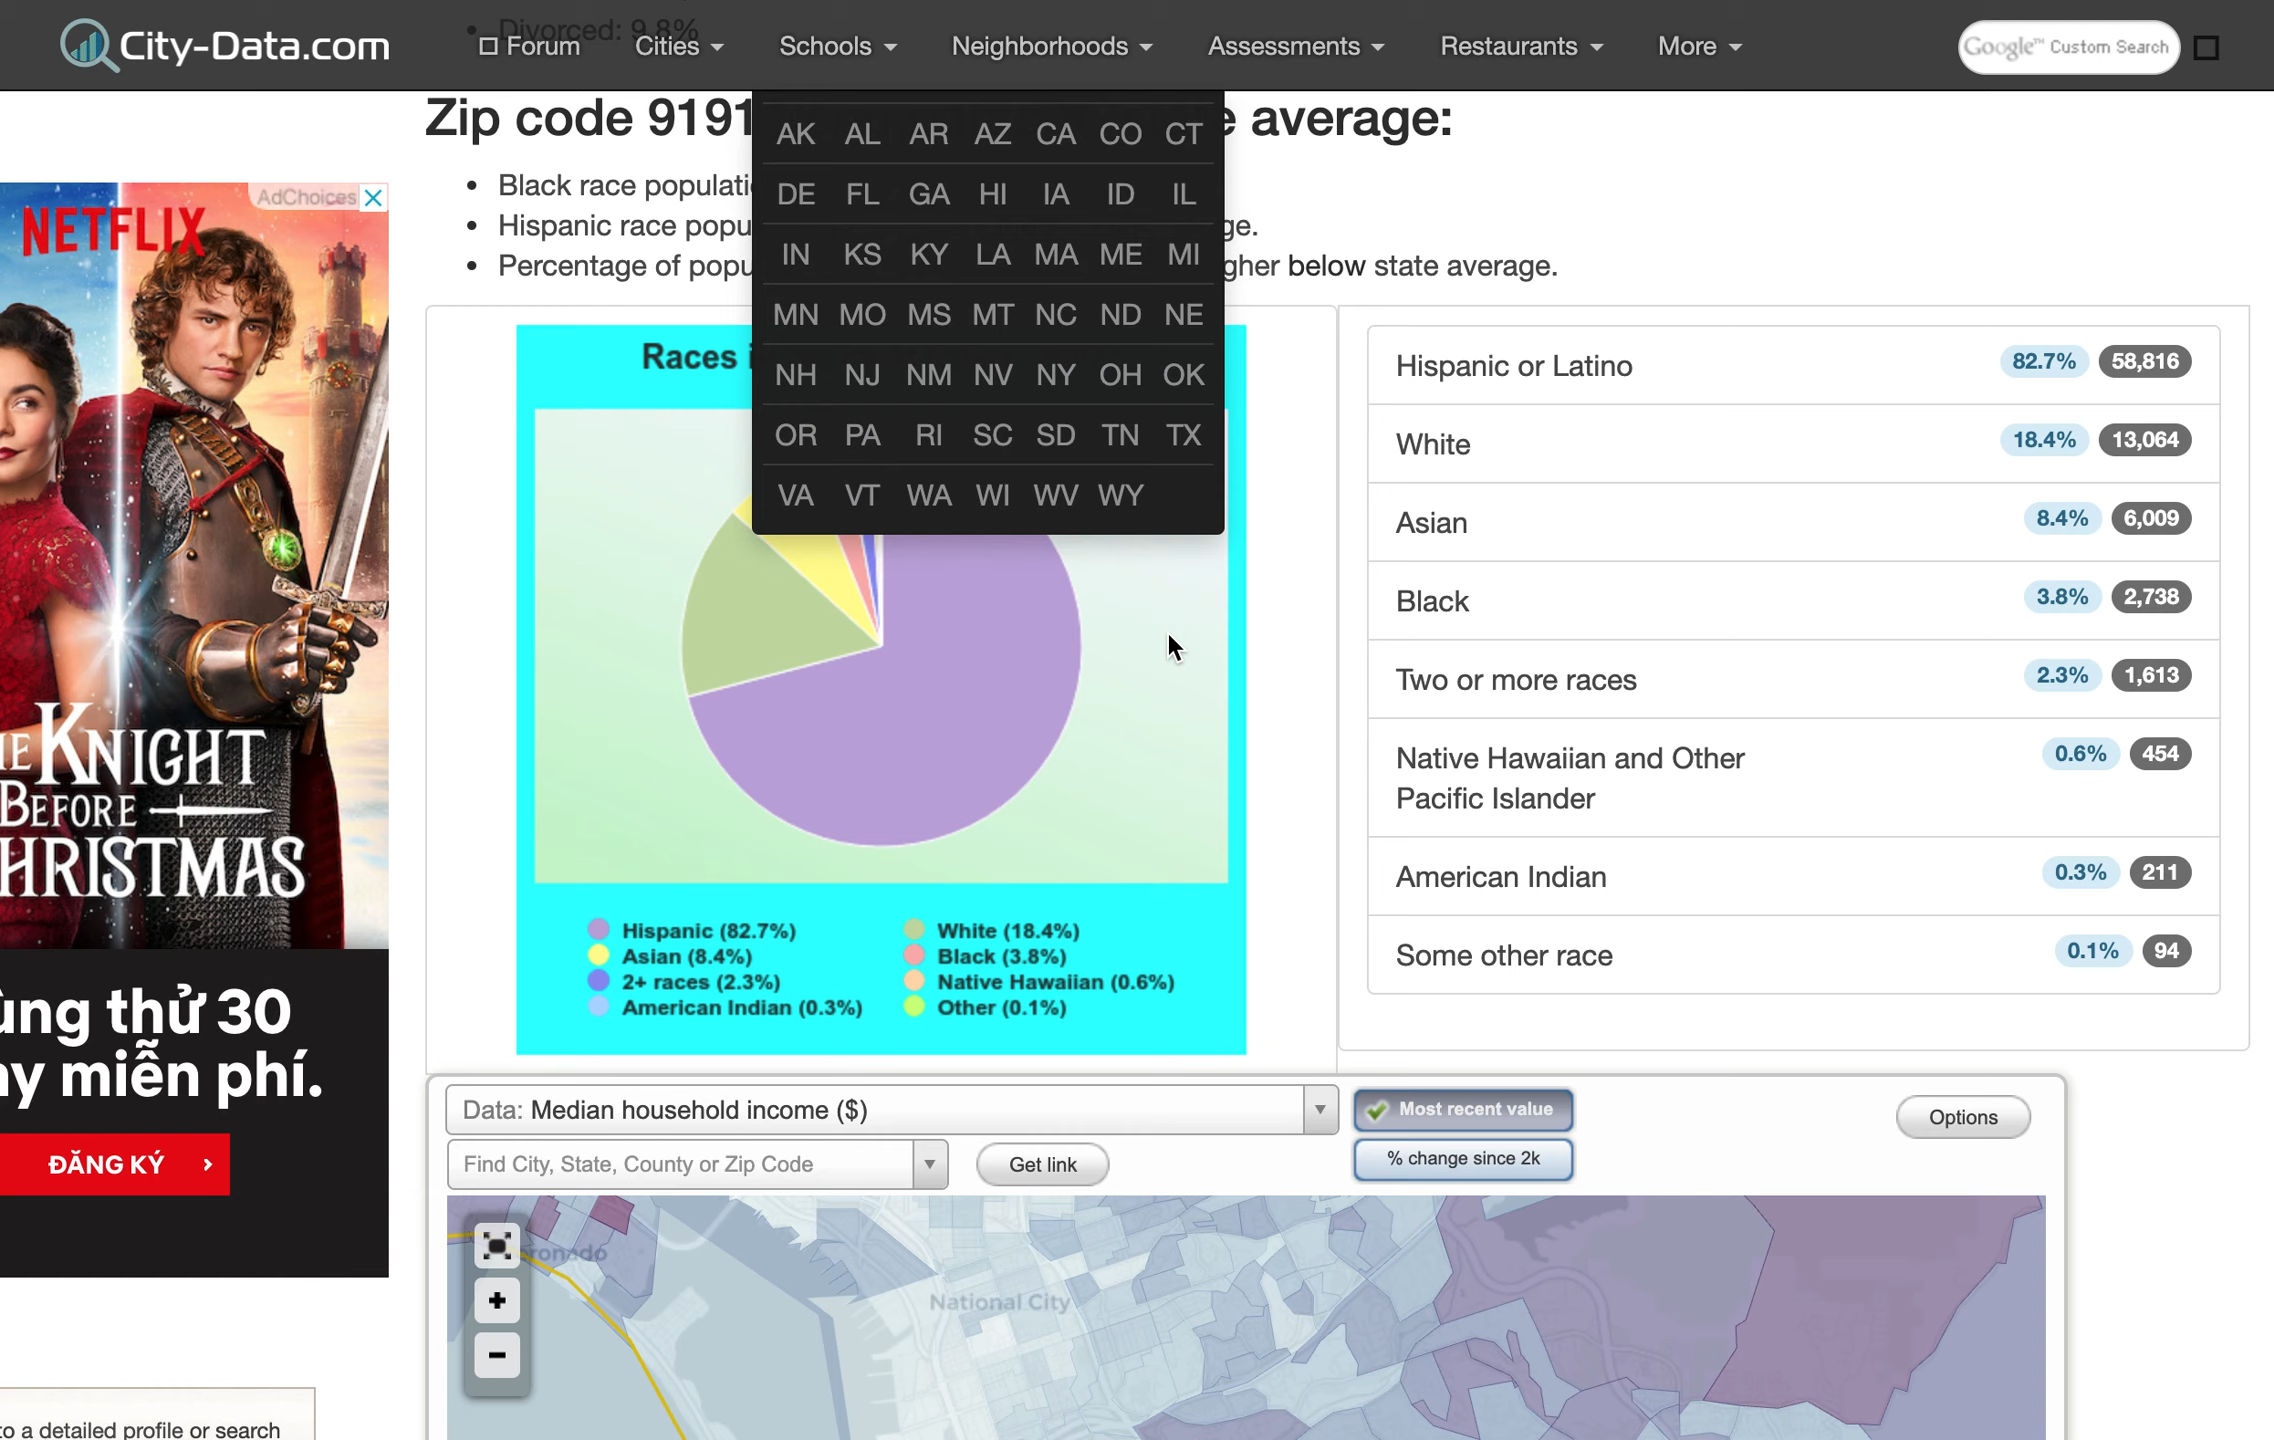 City-Data.com
Forum
Cities
Schools
Neighborhoods
Assessments
Restaurants
More
Google™ Custom Search
Divorced: 9.8%
Zip code 9191
e average:
AK AL AR AZ CA CO CT
DE FL GA HI IA ID IL
IN KS KY LA MA ME MI
MN MO MS MT NC ND NE
NH NJ NM NV NY OH OK
OR PA RI SC SD TN TX
VA VT WA WI WV WY
Black race populati
Hispanic race popu
ge.
Percentage of popu
gher below state average.
AdChoices
NETFLIX
HE KNIGHT
BEFORE
CHRISTMAS
ùng thử 30
ay miễn phí.
ĐĂNG KÝ
to a detailed profile or search
Races i
Hispanic (82.7%)
White (18.4%)
Asian (8.4%)
Black (3.8%)
2+ races (2.3%)
Native Hawaiian (0.6%)
American Indian (0.3%)
Other (0.1%)
Hispanic or Latino 82.7% 58,816
White 18.4% 13,064
Asian 8.4% 6,009
Black 3.8% 2,738
Two or more races 2.3% 1,613
Native Hawaiian and Other 0.6% 454
Pacific Islander
American Indian 0.3% 211
Some other race 0.1% 94
Data: Median household income ($)
Most recent value
Options
Find City, State, County or Zip Code
Get link
% change since 2k
oronado
National City